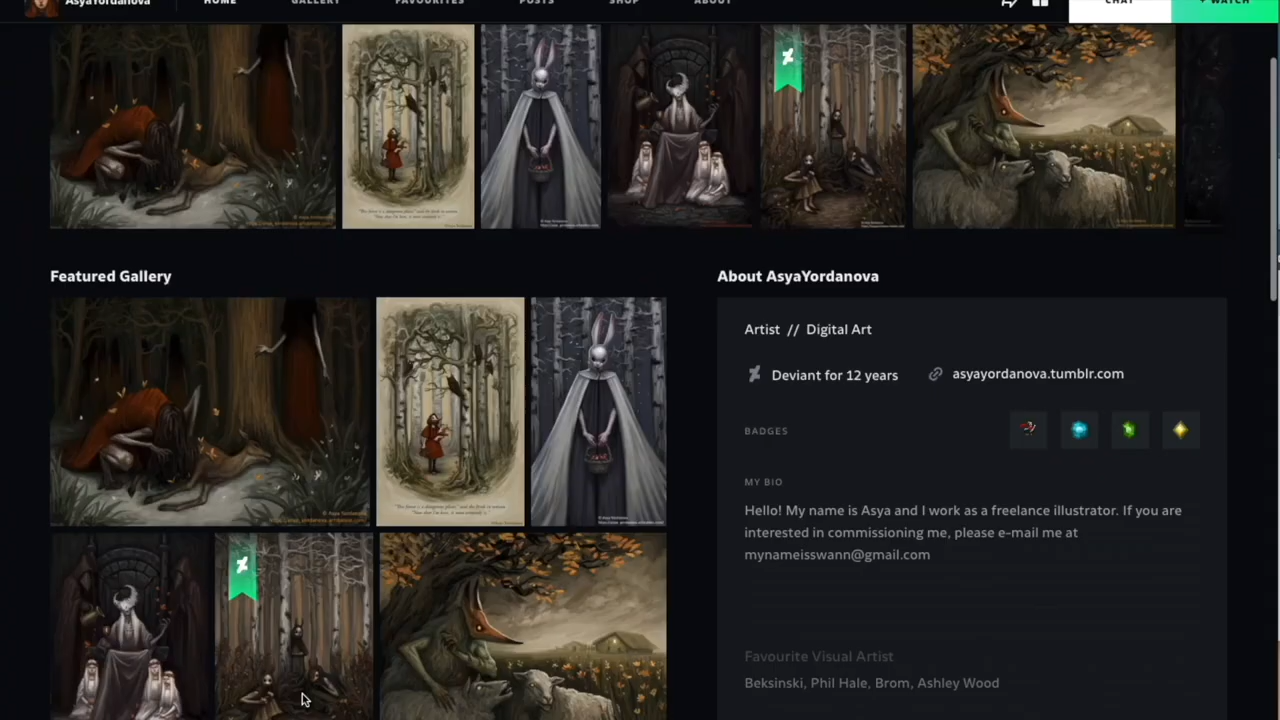 AsyaYordanova
HOME GALLERY FAVOURITES POSTS SHOP ABOUT
CHAT
+ WATCH
Featured Gallery
About AsyaYordanova
Artist // Digital Art
Deviant for 12 years
asyayordanova.tumblr.com
BADGES
MY BIO
Hello! My name is Asya and I work as a freelance illustrator. If you are
interested in commissioning me, please e-mail me at
mynameisswann@gmail.com
Favourite Visual Artist
Beksinski, Phil Hale, Brom, Ashley Wood